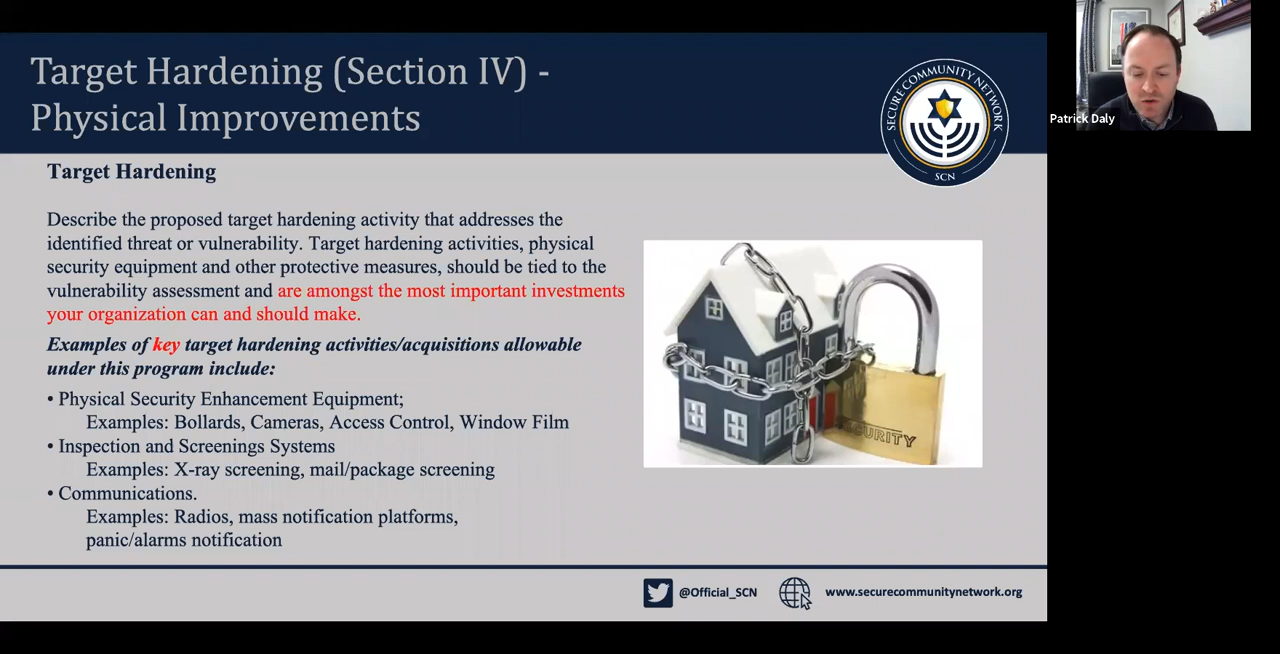 Target Hardening (Section IV) -
Physical Improvements
SECURE COMMUNITY NETWORK
SCN
Patrick Daly
Target Hardening
Describe the proposed target hardening activity that addresses the
identified threat or vulnerability. Target hardening activities, physical
security equipment and other protective measures, should be tied to the
vulnerability assessment and are amongst the most important investments
your organization can and should make.
Examples of key target hardening activities/acquisitions allowable
under this program include:
• Physical Security Enhancement Equipment;
Examples: Bollards, Cameras, Access Control, Window Film
• Inspection and Screenings Systems
Examples: X-ray screening, mail/package screening
• Communications.
Examples: Radios, mass notification platforms,
panic/alarms notification
SECURITY
@Official_SCN
www.securecommunitynetwork.org